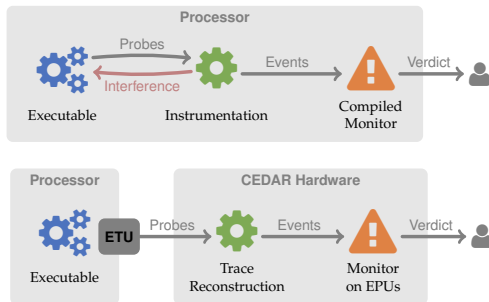 Processor
Probes
Events
Verdict
Interference
Executable
Instrumentation
Compiled
Monitor
Processor
CEDAR Hardware
ETU
Probes
Events
Verdict
Executable
Trace
Reconstruction
Monitor
on EPUs